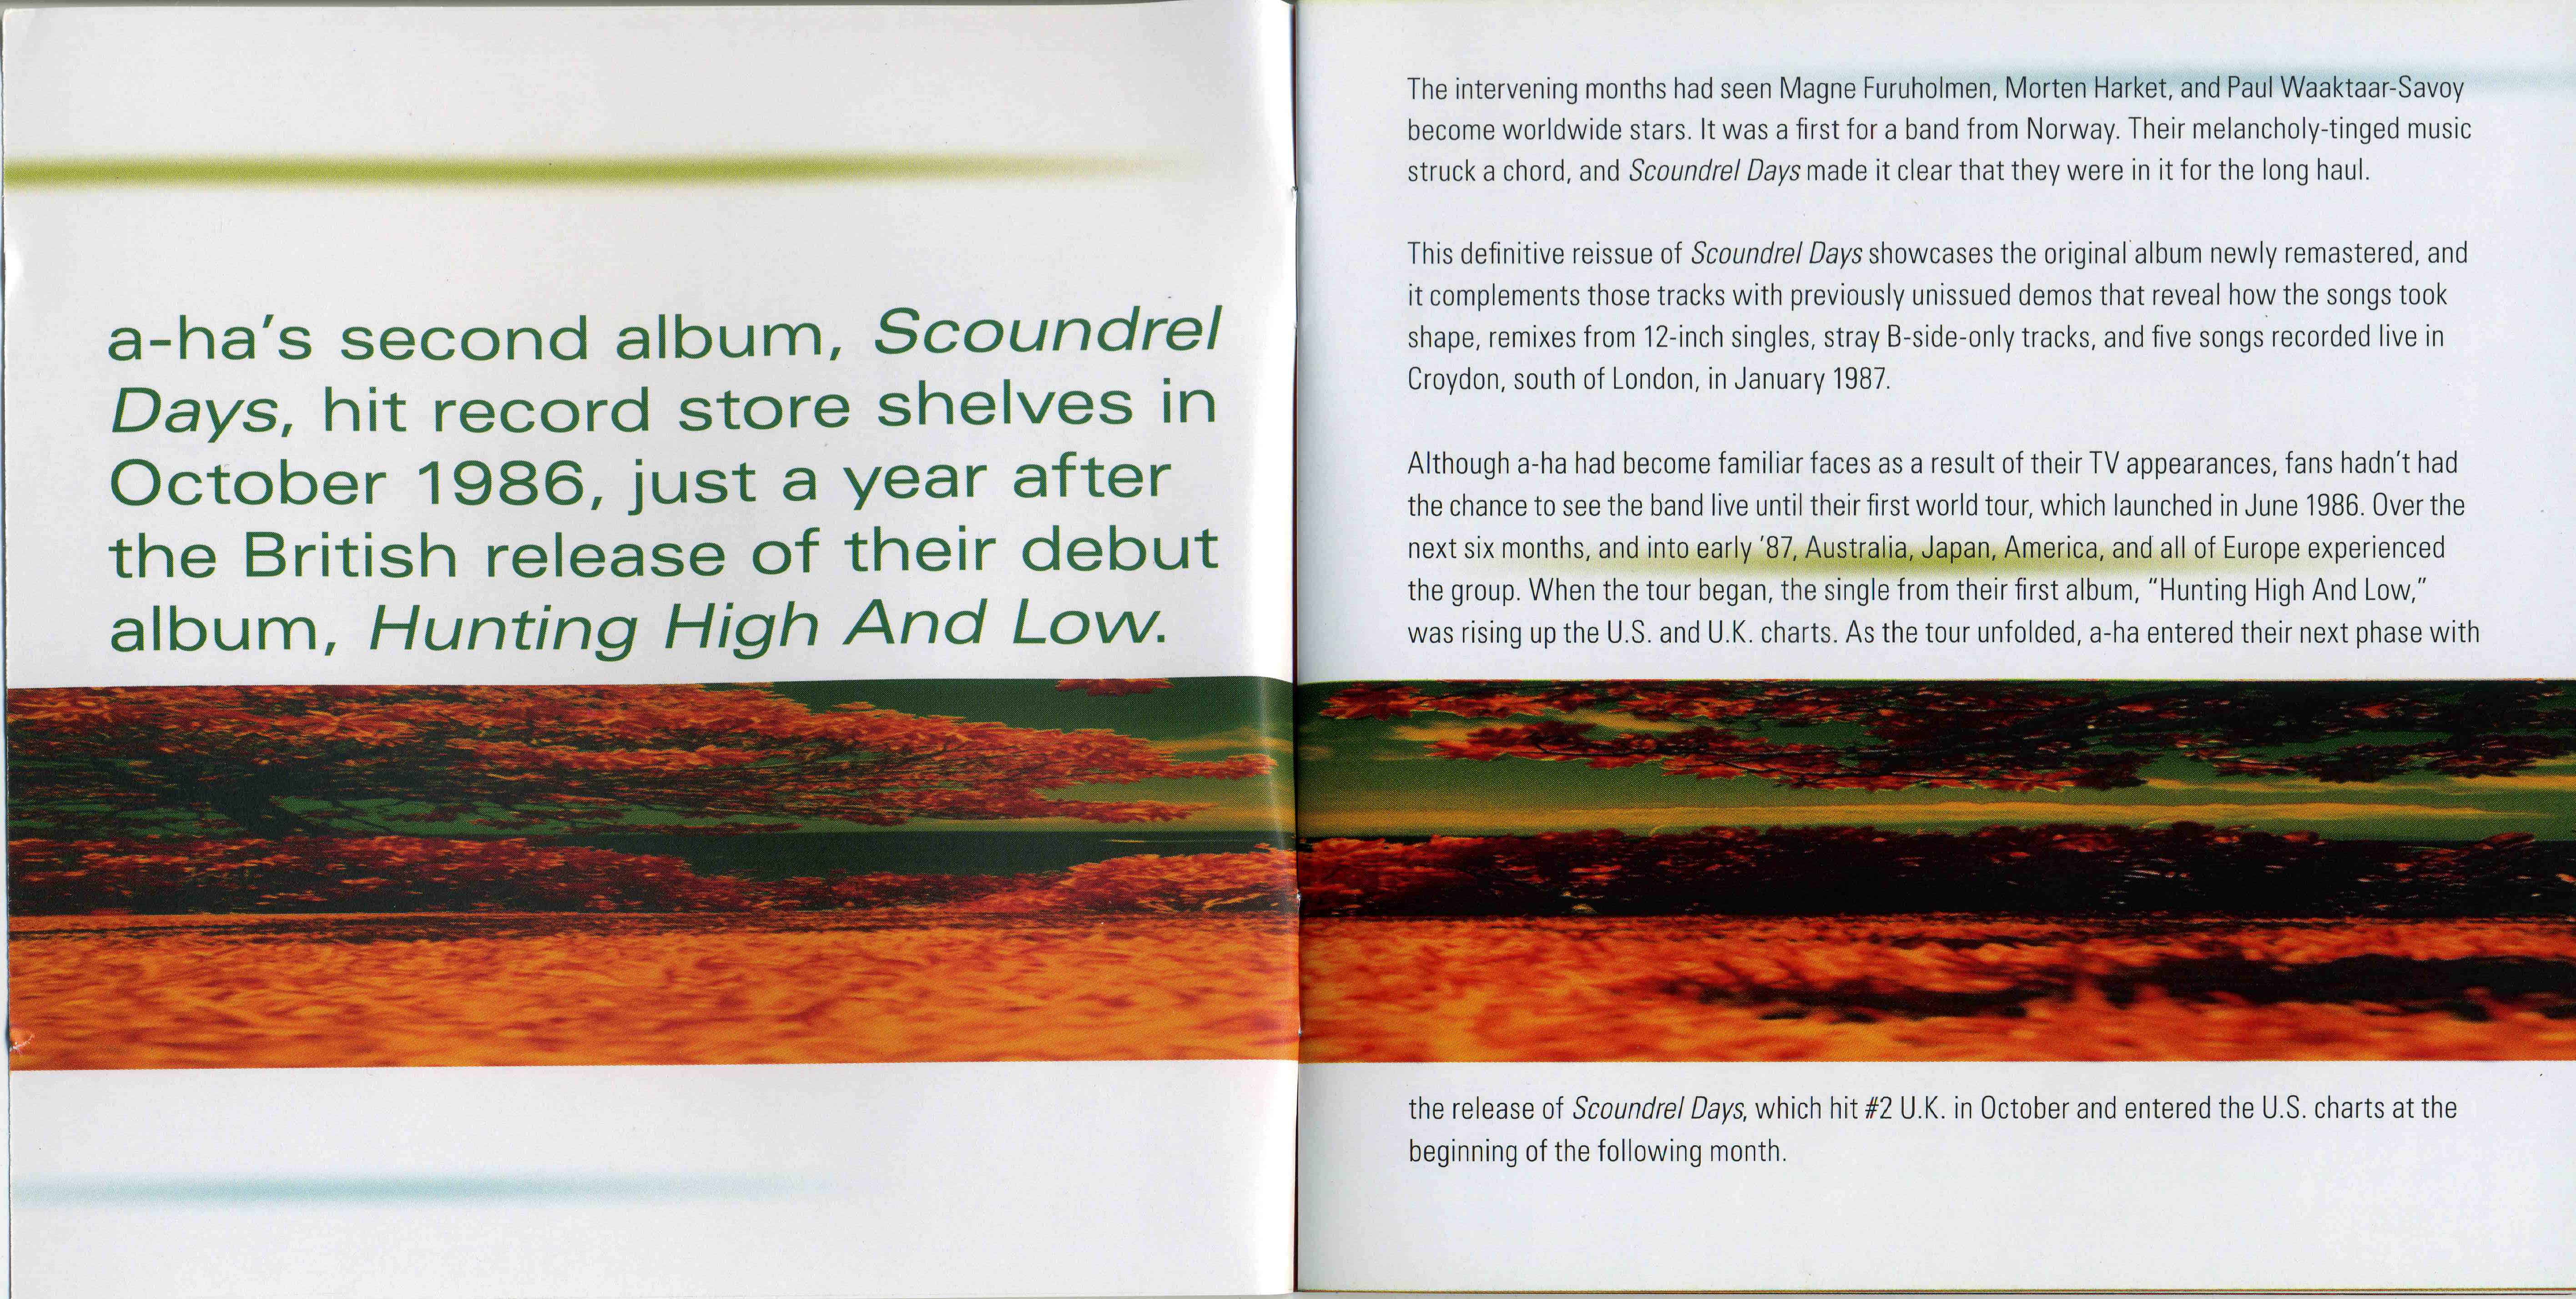 a-ha's second album, Scoundrel
Days, hit record store shelves in
October 1986, just a year after
the British release of their debut
album, Hunting High And Low.
The intervening months had seen Magne Furuholmen, Morten Harket, and Paul Waaktaar-Savoy
become worldwide stars. It was a first for a band from Norway. Their melancholy-tinged music
struck a chord, and Scoundrel Days made it clear that they were in it for the long haul.
This definitive reissue of Scoundrel Days showcases the original album newly remastered, and
it complements those tracks with previously unissued demos that reveal how the songs took
shape, remixes from 12-inch singles, stray B-side-only tracks, and five songs recorded live in
Croydon, south of London, in January 1987.
Although a-ha had become familiar faces as a result of their TV appearances, fans hadn't had
the chance to see the band live until their first world tour, which launched in June 1986. Over the
next six months, and into early '87, Australia, Japan, America, and all of Europe experienced
the group. When the tour began, the single from their first album, "Hunting High And Low,"
was rising up the U.S. and U.K. charts. As the tour unfolded, a-ha entered their next phase with
the release of Scoundrel Days, which hit #2 U.K. in October and entered the U.S. charts at the
beginning of the following month.